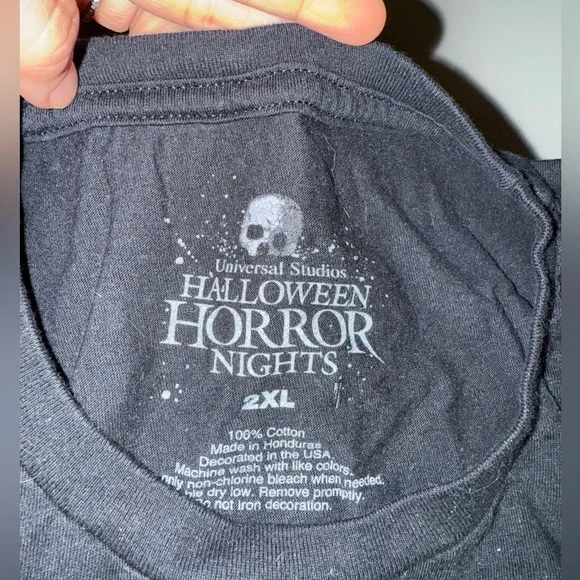 Universal Studios
HALLOWEEN
HORROR
NIGHTS
2XL
100% Cotton
Made in Honduras
Decorated in the USA
Machine wash with like colors.
only non-chlorine bleach when needed.
dry low. Remove promptly.
not iron decoration.